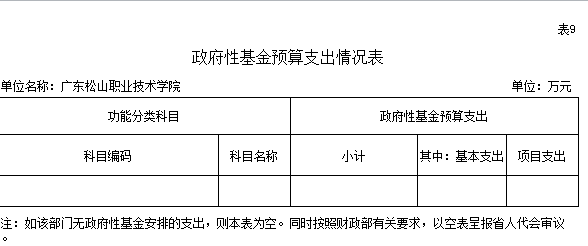 表9
政府性基金预算支出情况表
单位名称：广东松山职业技术学院 单位：万元
功能分类科目 政府性基金预算支出
科目编码 科目名称 小计 其中：基本支出 项目支出
注：如该部门无政府性基金安排的支出，则本表为空。同时按照财政部有关要求，以空表呈报省人代会审议
。